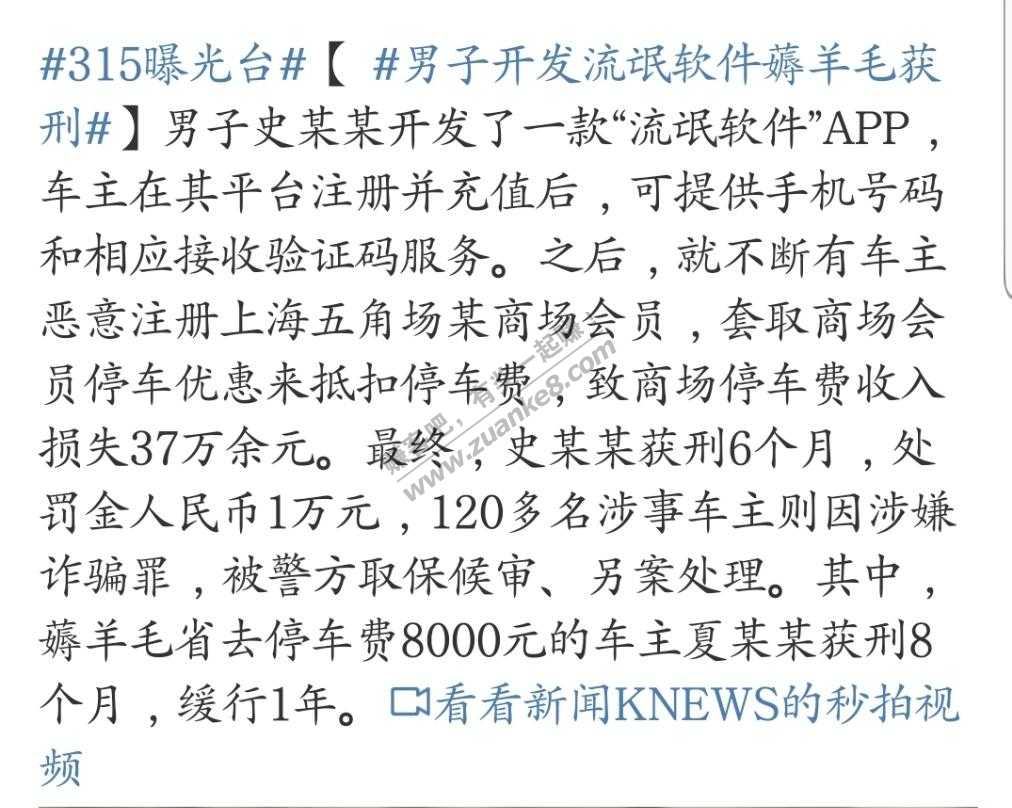 #315曝光台#【 #男子开发流氓软件薅羊毛获
刑#】男子史某某开发了一款“流氓软件”APP，
车主在其平台注册并充值后，可提供手机号码
和相应接收验证码服务。之后，就不断有车主
恶意注册上海五角场某商场会员，套取商场会
员停车优惠来抵扣停车费，致商场停车费收入
损失37万余元。最终，史某某获刑6个月，处
罚金人民币1万元，120多名涉事车主则因涉嫌
诈骗罪，被警方取保候审、另案处理。其中，
薅羊毛省去停车费8000元的车主夏某某获刑8
个月，缓行1年。看看新闻KNEWS的秒拍视
频
赚客吧，有奖一起赚
www.zuanke8.com